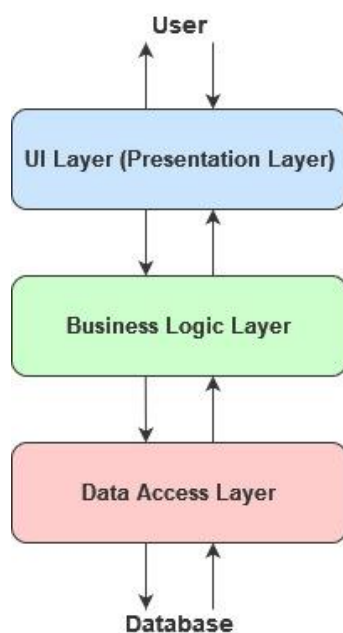 User
UI Layer (Presentation Layer)
Business Logic Layer
Data Access Layer
Database